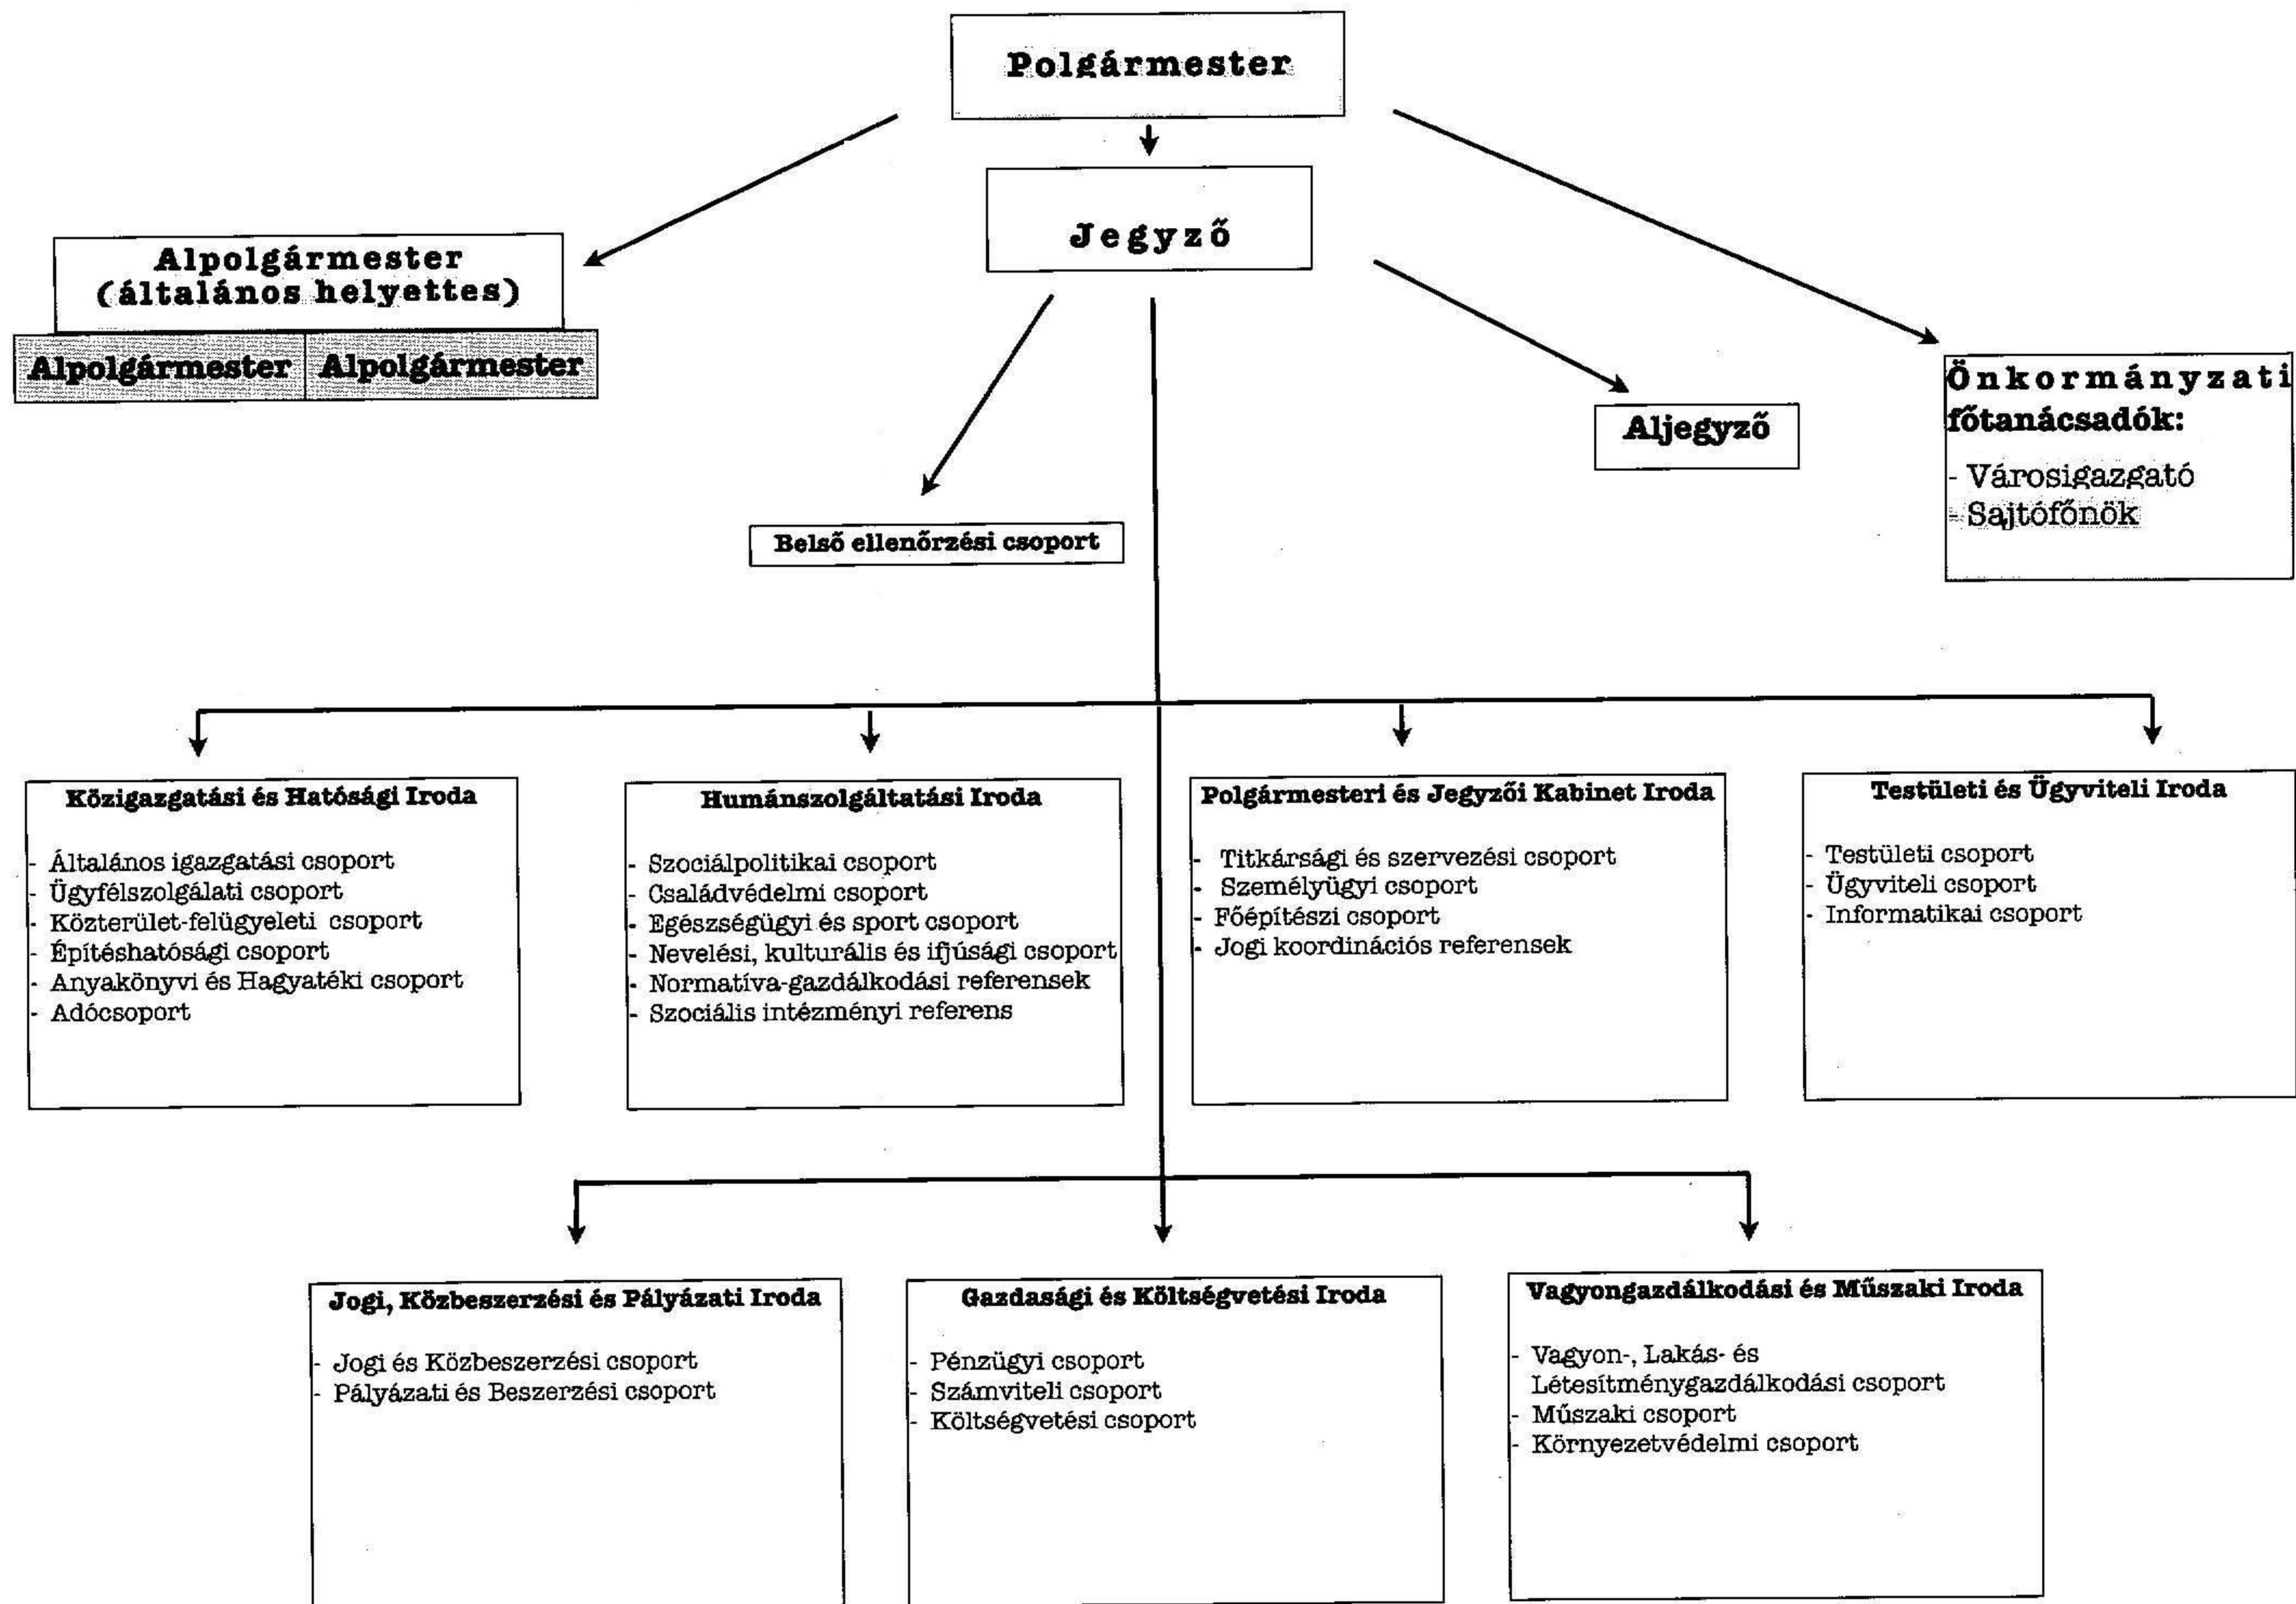 Polgármester
Jegyző
Alpolgármester
(általános helyettes)
Alpolgármester Alpolgármester
Önkormányzati
főtanácsadók:
- Városigazgató
- Sajtófőnök
Aljegyző
Belső ellenőrzési csoport
Közigazgatási és Hatósági Iroda
- Általános igazgatási csoport
- Ügyfélszolgálati csoport
- Közterület-felügyeleti csoport
- Építéshatósági csoport
- Anyakönyvi és Hagyatéki csoport
- Adócsoport
Humánszolgáltatási Iroda
- Szociálpolitikai csoport
- Családvédelmi csoport
- Egészségügyi és sport csoport
- Nevelési, kulturális és ifjúsági csoport
- Normatíva-gazdálkodási referensek
- Szociális intézményi referens
Polgármesteri és Jegyzői Kabinet Iroda
- Titkársági és szervezési csoport
- Személyügyi csoport
- Főépítészi csoport
- Jogi koordinációs referensek
Testületi és Ügyviteli Iroda
- Testületi csoport
- Ügyviteli csoport
- Informatikai csoport
Jogi, Közbeszerzési és Pályázati Iroda
- Jogi és Közbeszerzési csoport
- Pályázati és Beszerzési csoport
Gazdasági és Költségvetési Iroda
- Pénzügyi csoport
- Számviteli csoport
- Költségvetési csoport
Vagyongazdálkodási és Műszaki Iroda
- Vagyon-, Lakás- és
Létesítménygazdálkodási csoport
- Műszaki csoport
- Környezetvédelmi csoport